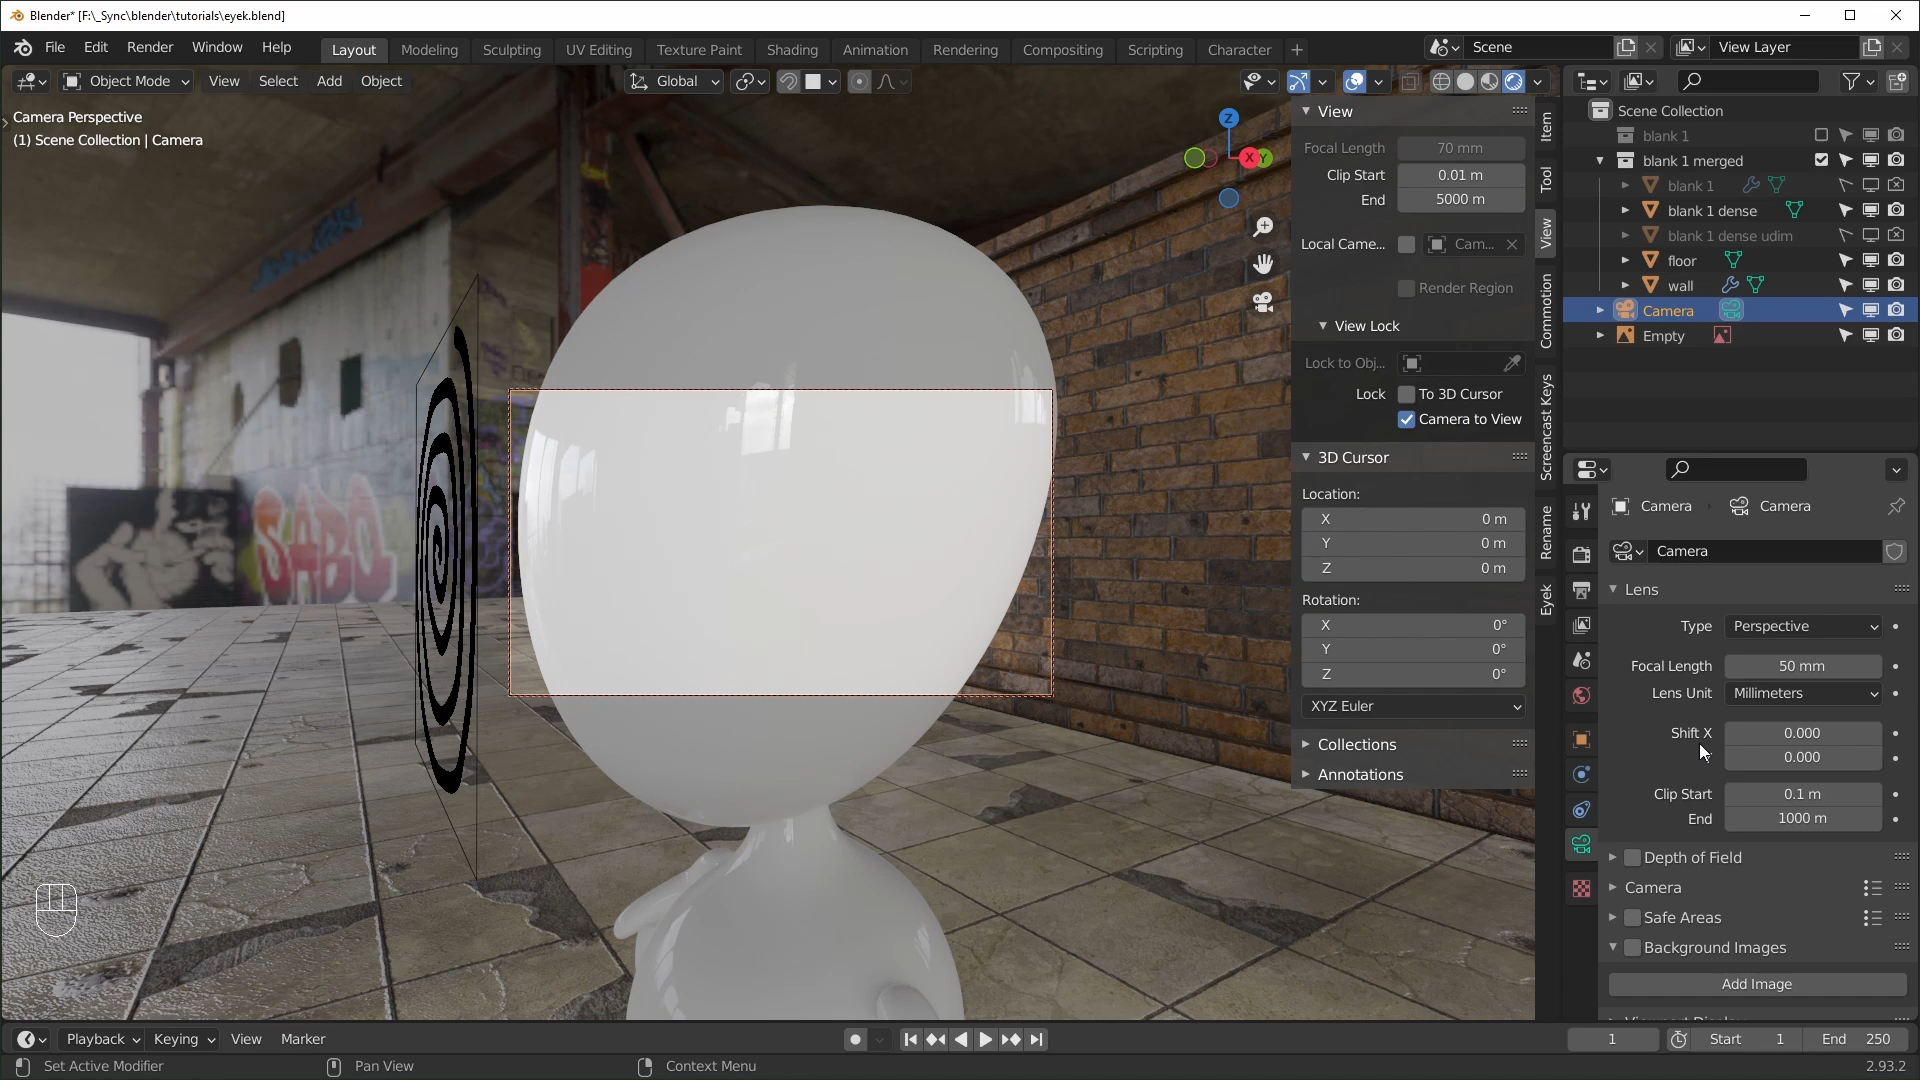 Blender* [F:\_Sync\blender\tutorials\eyek.blend]
File Edit Render Window Help
Layout Modeling Sculpting UV Editing Texture Paint Shading Animation Rendering Compositing Scripting Character
Scene
View Layer
Object Mode View Select Add Object
Global
Camera Perspective
(1) Scene Collection | Camera
Z
X Y
SABO
View
Focal Length 70 mm
Clip Start 0.01 m
End 5000 m
Local Came... Cam...
Render Region
View Lock
Lock to Obj...
Lock To 3D Cursor
Camera to View
3D Cursor
Location:
X 0 m
Y 0 m
Z 0 m
Rotation:
X 0°
Y 0°
Z 0°
XYZ Euler
Collections
Annotations
Item
Tool
View
Commotion
Screencast Keys
Rename
Eyek
Scene Collection
blank 1
blank 1 merged
blank 1
blank 1 dense
blank 1 dense udim
floor
wall
Camera
Empty
Camera Camera
Camera
Lens
Type Perspective
Focal Length 50 mm
Lens Unit Millimeters
Shift X 0.000
0.000
Clip Start 0.1 m
End 1000 m
Depth of Field
Camera
Safe Areas
Background Images
Add Image
Viewport Display
Playback Keying View Marker
1 Start 1 End 250
Set Active Modifier Pan View Context Menu 2.93.2